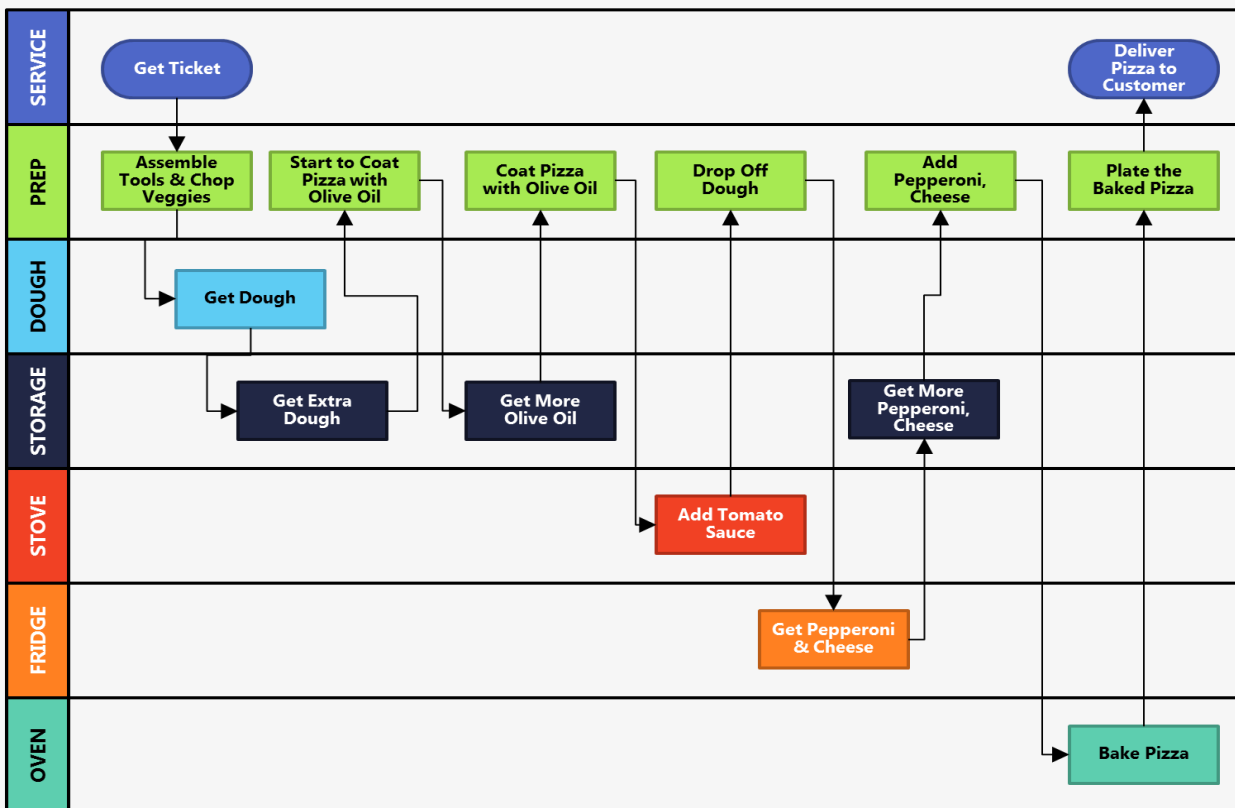 SERVICE
Get Ticket
Deliver
Pizza to
Customer
PREP
Assemble
Tools & Chop
Veggies
Start to Coat
Pizza with
Olive Oil
Coat Pizza
with Olive Oil
Drop Off
Dough
Add
Pepperoni,
Cheese
Plate the
Baked Pizza
DOUGH
Get Dough
STORAGE
Get Extra
Dough
Get More
Olive Oil
Get More
Pepperoni,
Cheese
STOVE
Add Tomato
Sauce
FRIDGE
Get Pepperoni
& Cheese
OVEN
Bake Pizza